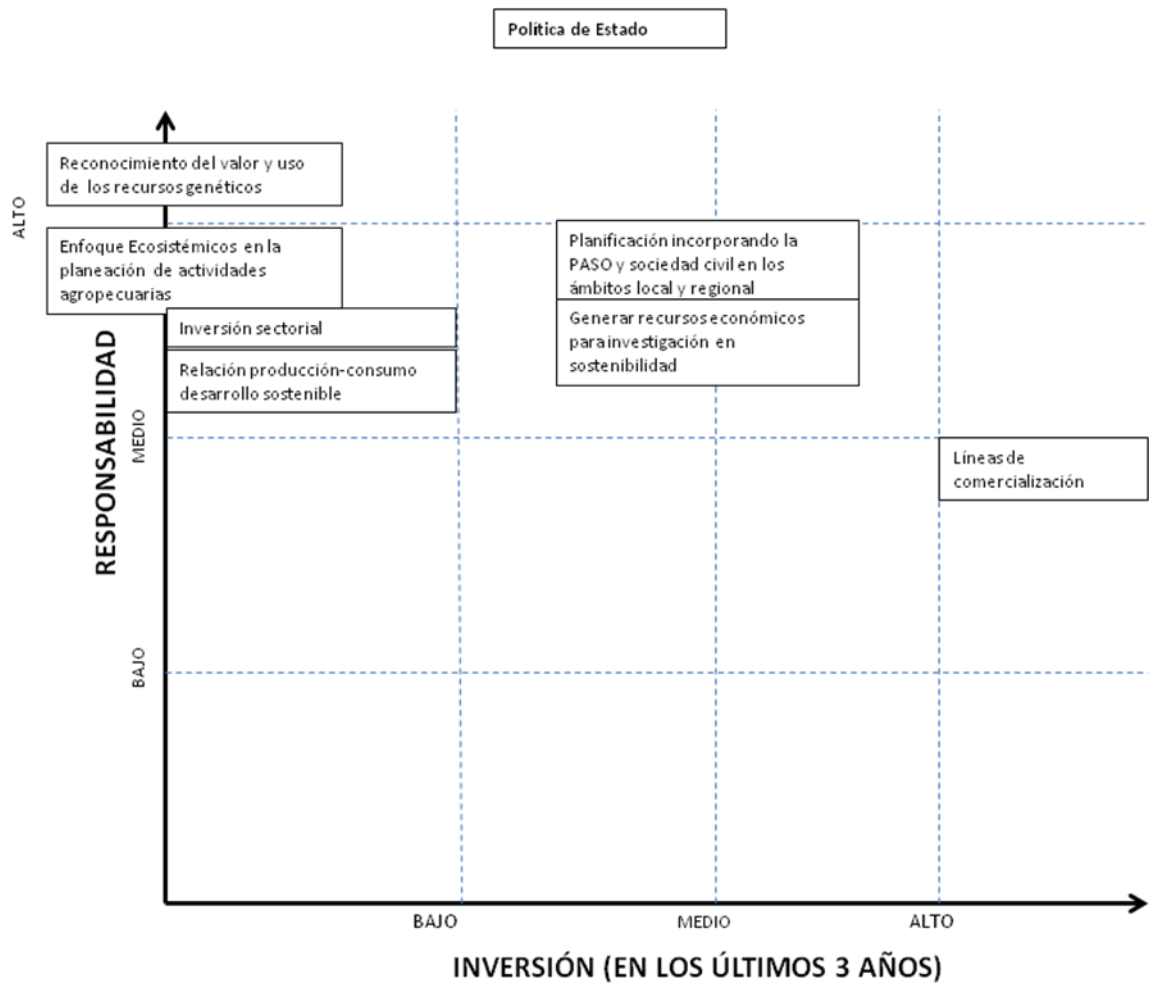 Política de Estado
Reconocimiento del valor y uso
de los recursos genéticos
ALTO
Enfoque Ecosistémicos en la
planeación de actividades
agropecuarias
Planificación incorporando la
PASO y sociedad civil en los
ámbitos local y regional
Inversión sectorial
Generar recursos económicos
para investigación en
sostenibilidad
Relación producción-consumo
desarrollo sostenible
RESPONSABILIDAD
MEDIO
Líneas de
comercialización
BAJO
BAJO
MEDIO
ALTO
INVERSIÓN (EN LOS ÚLTIMOS 3 AÑOS)